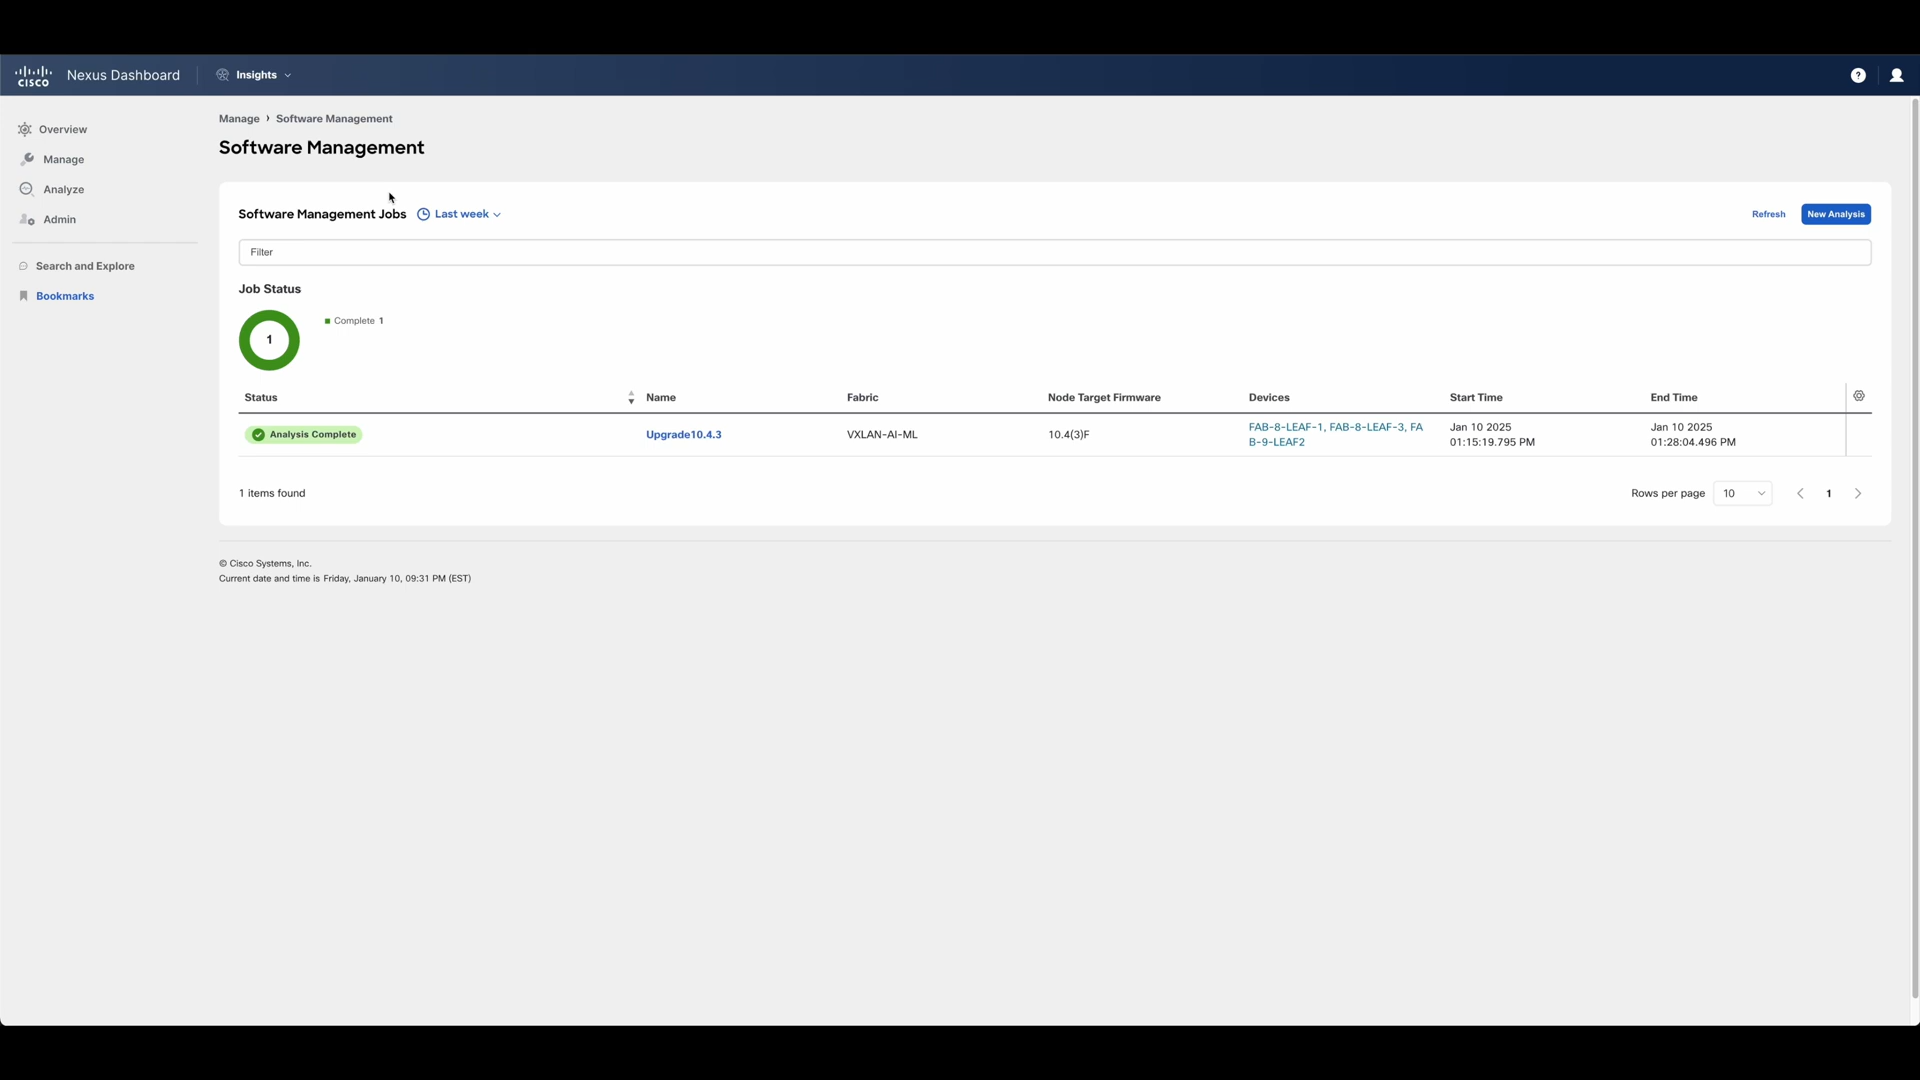 CISCO
Nexus Dashboard
Insights
Overview
Manage
Analyze
Admin
Search and Explore
Bookmarks
Manage › Software Management
Software Management
Software Management Jobs
Last week
Refresh
New Analysis
Filter
Job Status
1
Complete 1
Status
Name
Fabric
Node Target Firmware
Devices
Start Time
End Time
Analysis Complete
Upgrade10.4.3
VXLAN-AI-ML
10.4(3)F
FAB-8-LEAF-1, FAB-8-LEAF-3, FA
B-9-LEAF2
Jan 10 2025
01:15:19.795 PM
Jan 10 2025
01:28:04.496 PM
1 items found
Rows per page
10
1
© Cisco Systems, Inc.
Current date and time is Friday, January 10, 09:31 PM (EST)